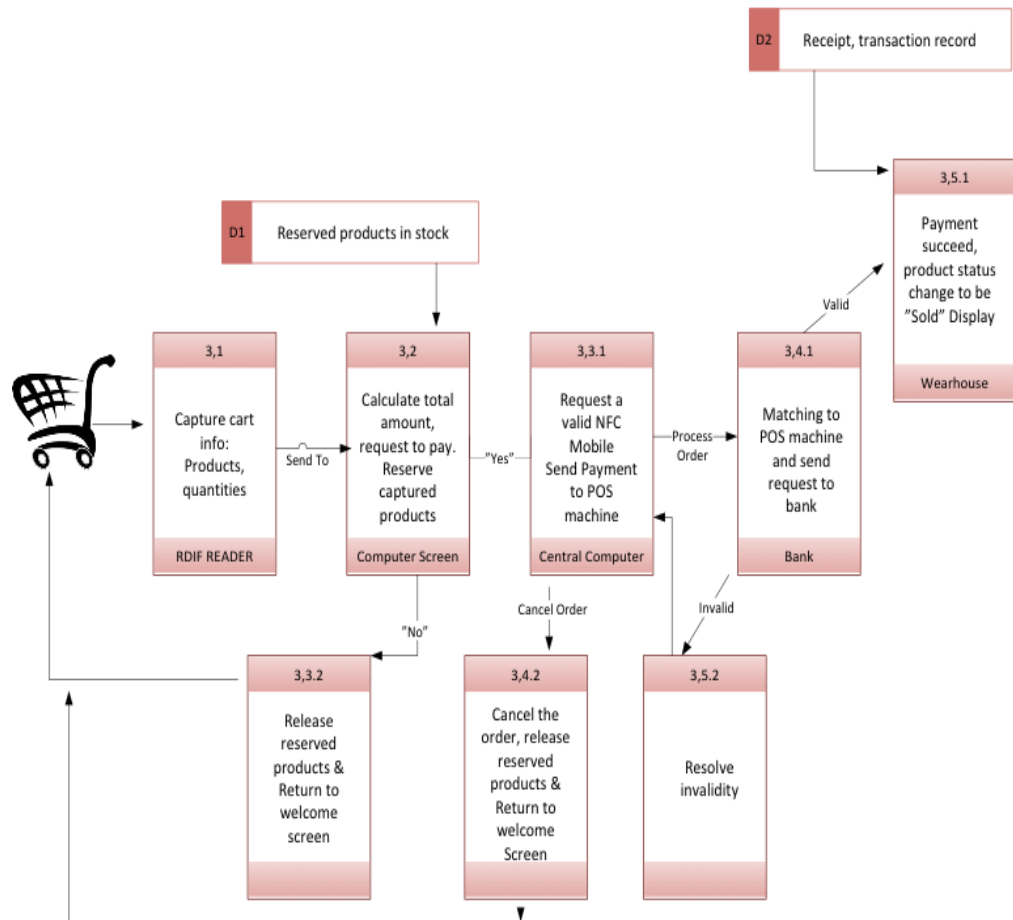 D2
Receipt, transaction record
3,5.1
Payment
succeed,
product status
change to be
”Sold” Display
Wearhouse
D1
Reserved products in stock
Valid
3,1
Capture cart
info:
Products,
quantities
RDIF READER
Send To
3,2
Calculate total
amount,
request to pay.
Reserve
captured
products
Computer Screen
”Yes”
3,3.1
Request a
valid NFC
Mobile
Send Payment
to POS
machine
Central Computer
Process
Order
3,4.1
Matching to
POS machine
and send
request to
bank
Bank
”No”
Cancel Order
Invalid
3,3.2
Release
reserved
products &
Return to
welcome
screen
3,4.2
Cancel the
order, release
reserved
products &
Return to
welcome
Screen
3,5.2
Resolve
invalidity